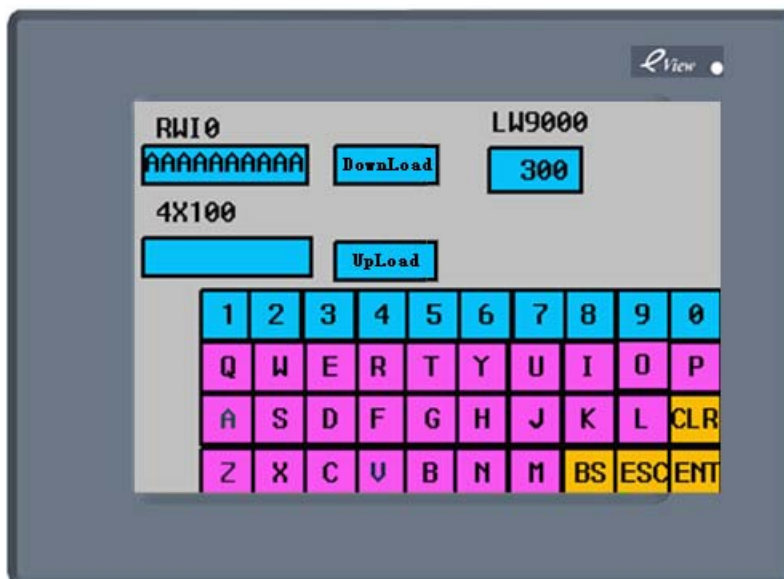 eView
RWI0 LW9000
AAAAAAAAAA DownLoad 300
4X100
UpLoad
1 2 3 4 5 6 7 8 9 0
Q W E R T Y U I O P
A S D F G H J K L CLR
Z X C V B N M BS ESC ENT